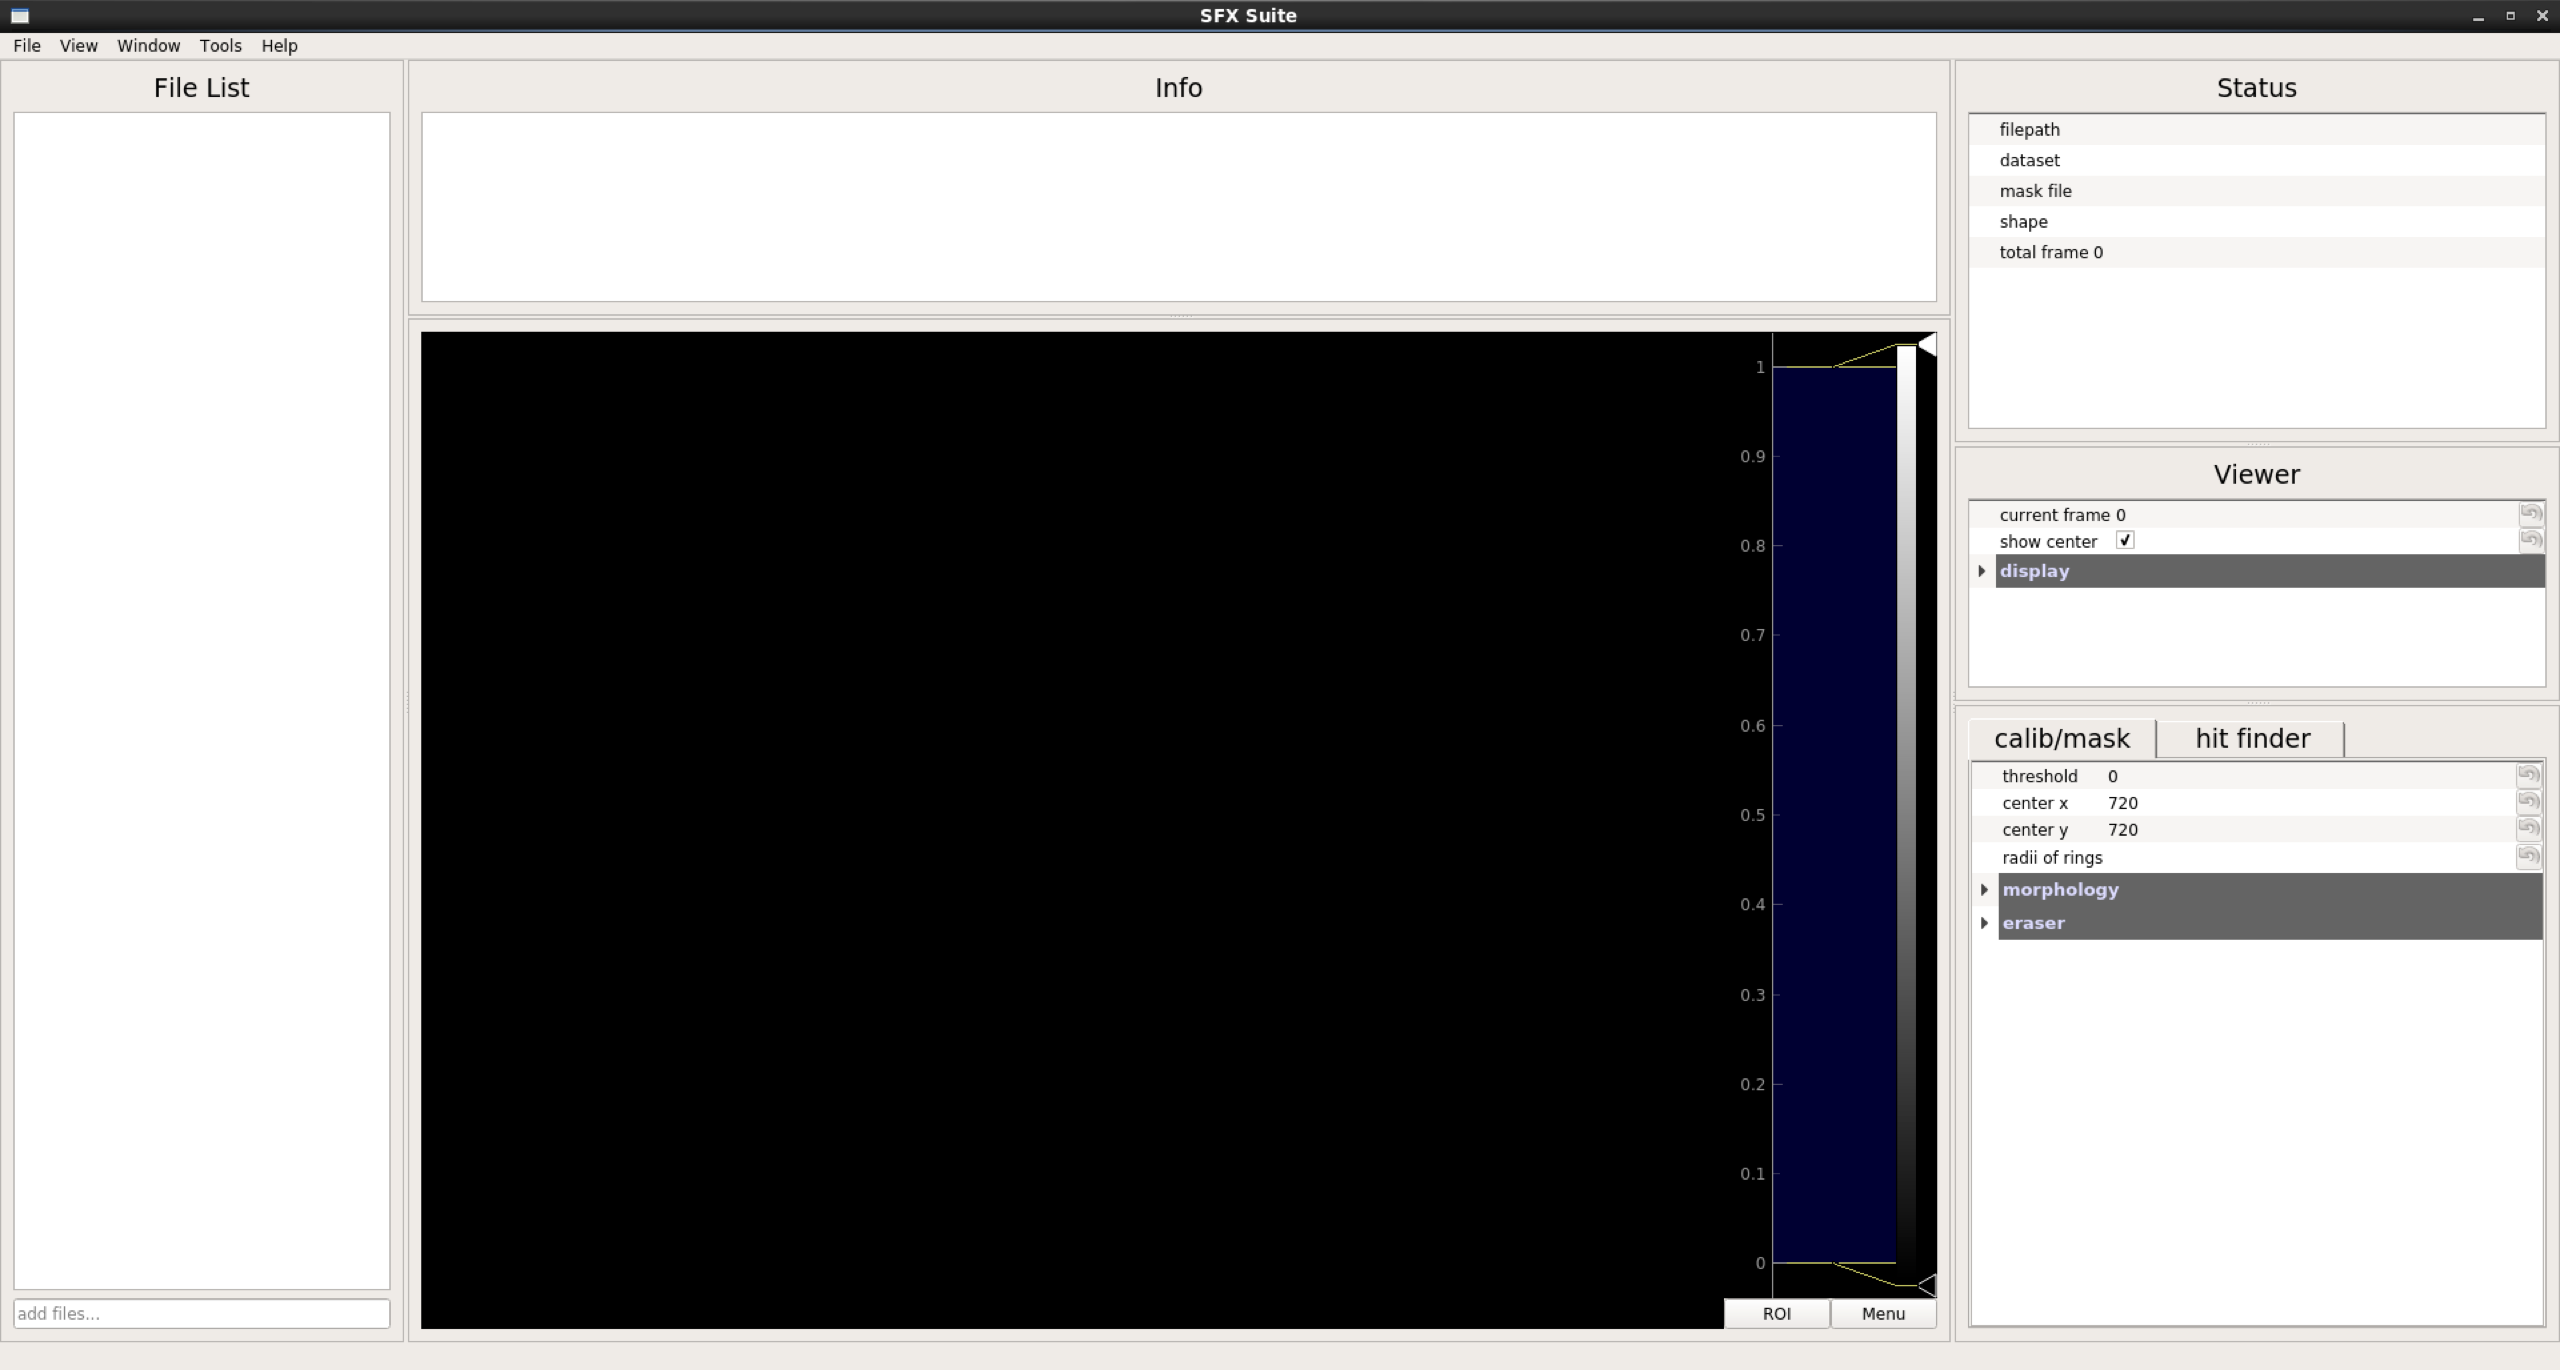 SFX Suite
File View Window Tools Help
File List
add files...
Info
1
0.9
0.8
0.7
0.6
0.5
0.4
0.3
0.2
0.1
0
ROI Menu
Status
filepath
dataset
mask file
shape
total frame 0
Viewer
current frame 0
show center
display
calib/mask hit finder
threshold 0
center x 720
center y 720
radii of rings
morphology
eraser